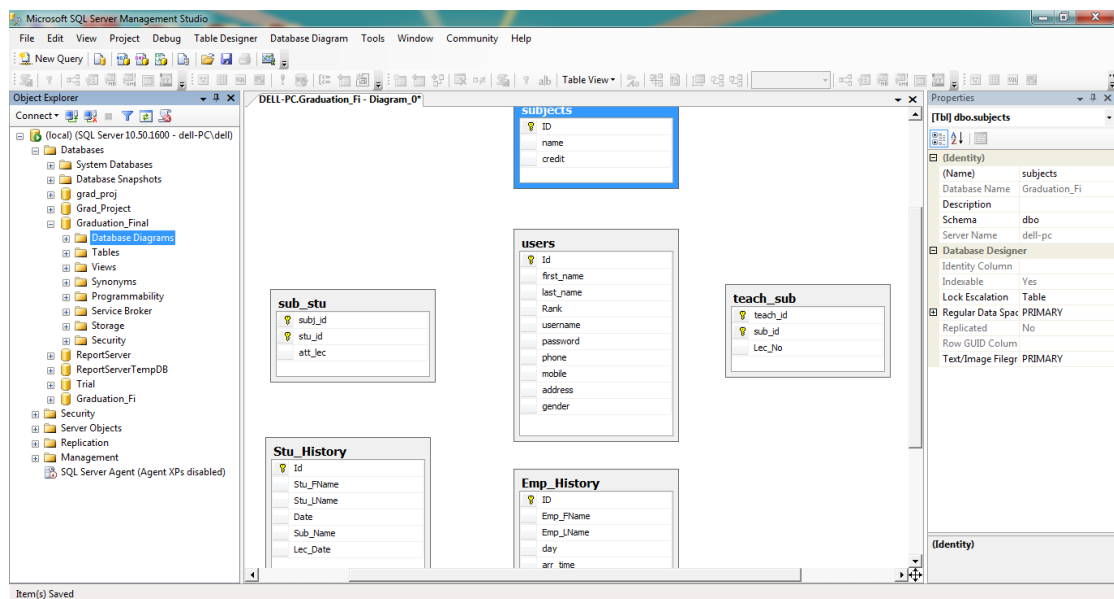 Microsoft SQL Server Management Studio
File Edit View Project Debug Table Designer Database Diagram Tools Window Community Help
New Query
Table View
Object Explorer
Connect
(local) (SQL Server 10.50.1600 - dell-PC\dell)
Databases
System Databases
Database Snapshots
grad_proj
Grad_Project
Graduation_Final
Database Diagrams
Tables
Views
Synonyms
Programmability
Service Broker
Storage
Security
ReportServer
ReportServerTempDB
Trial
Graduation_Fi
Security
Server Objects
Replication
Management
SQL Server Agent (Agent XPs disabled)
DELL-PC.Graduation_Fi - Diagram_0*
subjects
ID
name
credit
users
Id
first_name
last_name
Rank
username
password
phone
mobile
address
gender
sub_stu
subj_id
stu_id
att_lec
teach_sub
teach_id
sub_id
Lec_No
Stu_History
Id
Stu_FName
Stu_LName
Date
Sub_Name
Lec_Date
Emp_History
ID
Emp_FName
Emp_LName
day
arr_time
Properties
[Tbl] dbo.subjects
(Identity)
(Name) subjects
Database Name Graduation_Fi
Description
Schema dbo
Server Name dell-pc
Database Designer
Identity Column
Indexable Yes
Lock Escalation Table
Regular Data Spac PRIMARY
Replicated No
Row GUID Colum
Text/Image Filegr PRIMARY
(Identity)
Item(s) Saved